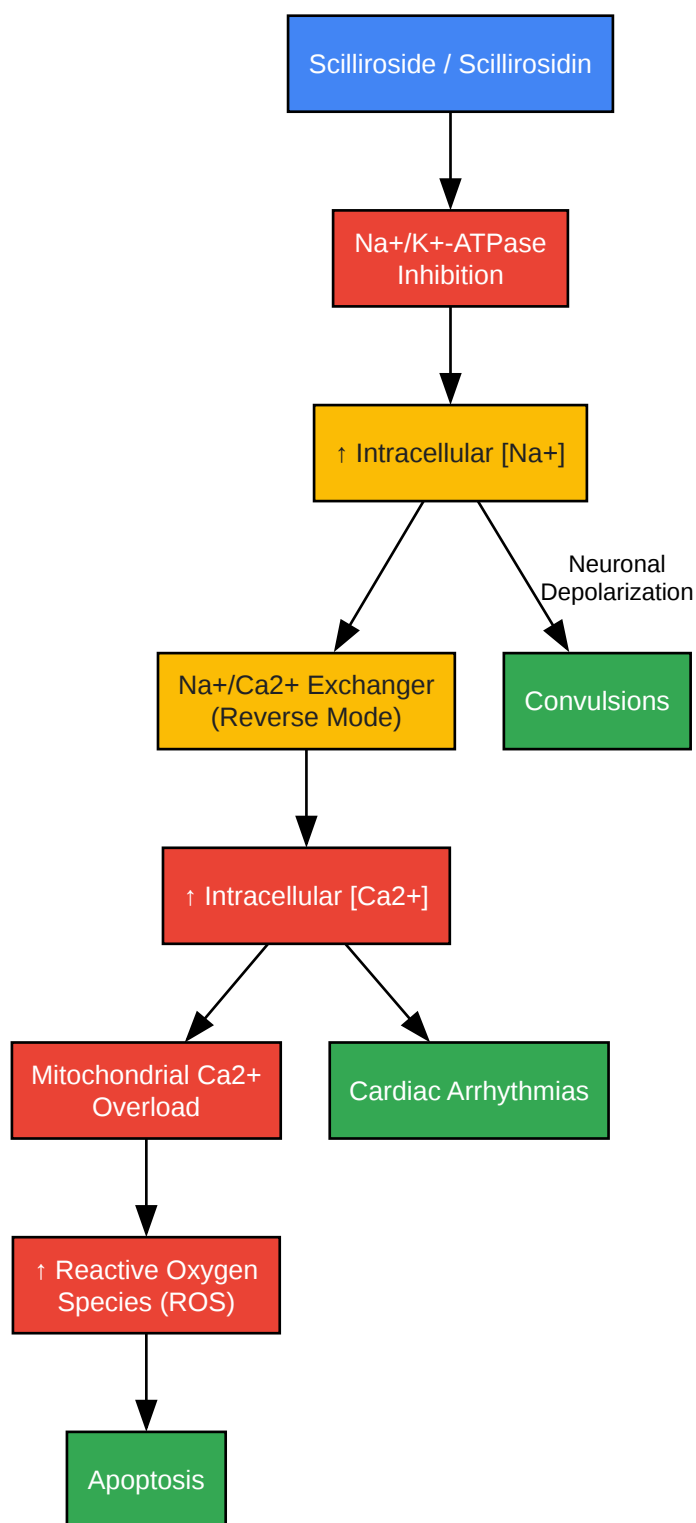 Scilliroside / Scillirosidin
Na+/K+-ATPase
Inhibition
↑ Intracellular [Na+]
Neuronal
Depolarization
Na+/Ca2+ Exchanger
(Reverse Mode)
Convulsions
↑ Intracellular [Ca2+]
Mitochondrial Ca2+
Overload
Cardiac Arrhythmias
↑ Reactive Oxygen
Species (ROS)
Apoptosis